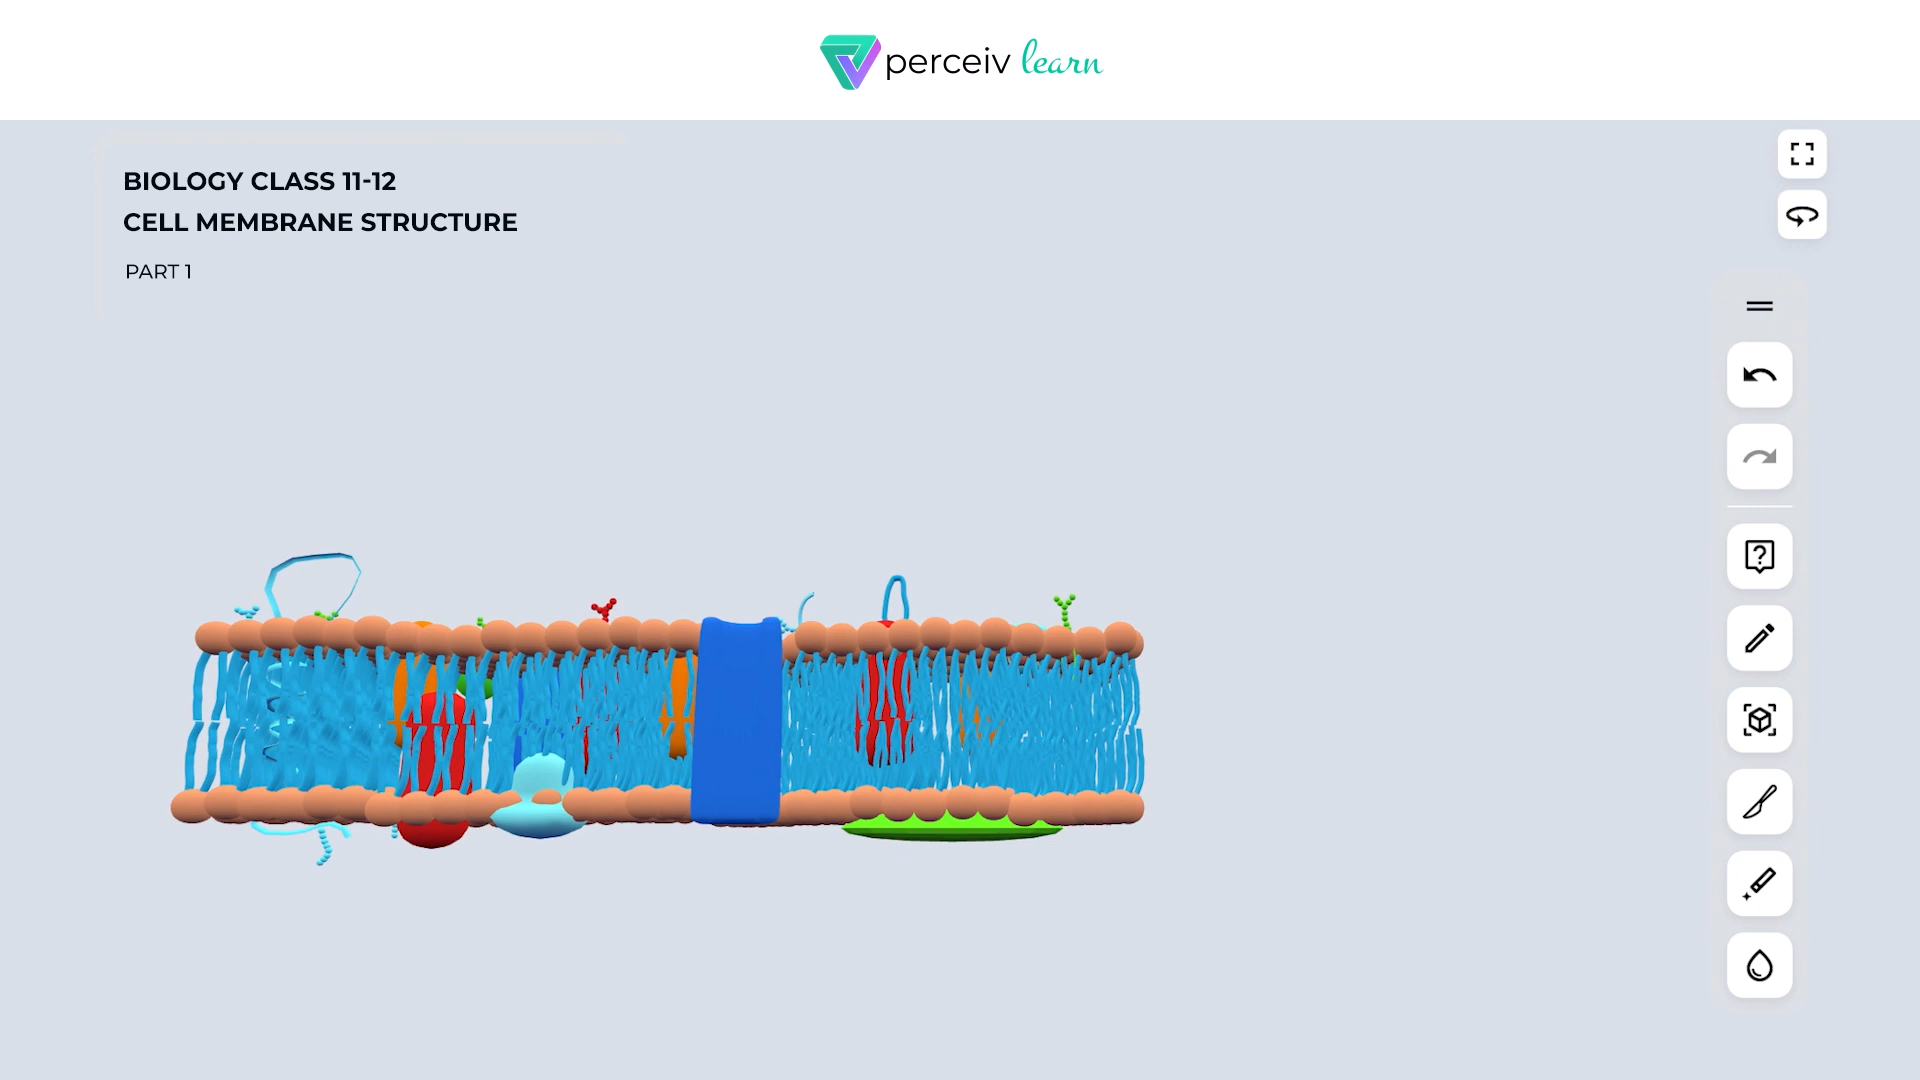 perceiv learn
BIOLOGY CLASS 11-12
CELL MEMBRANE STRUCTURE
PART 1